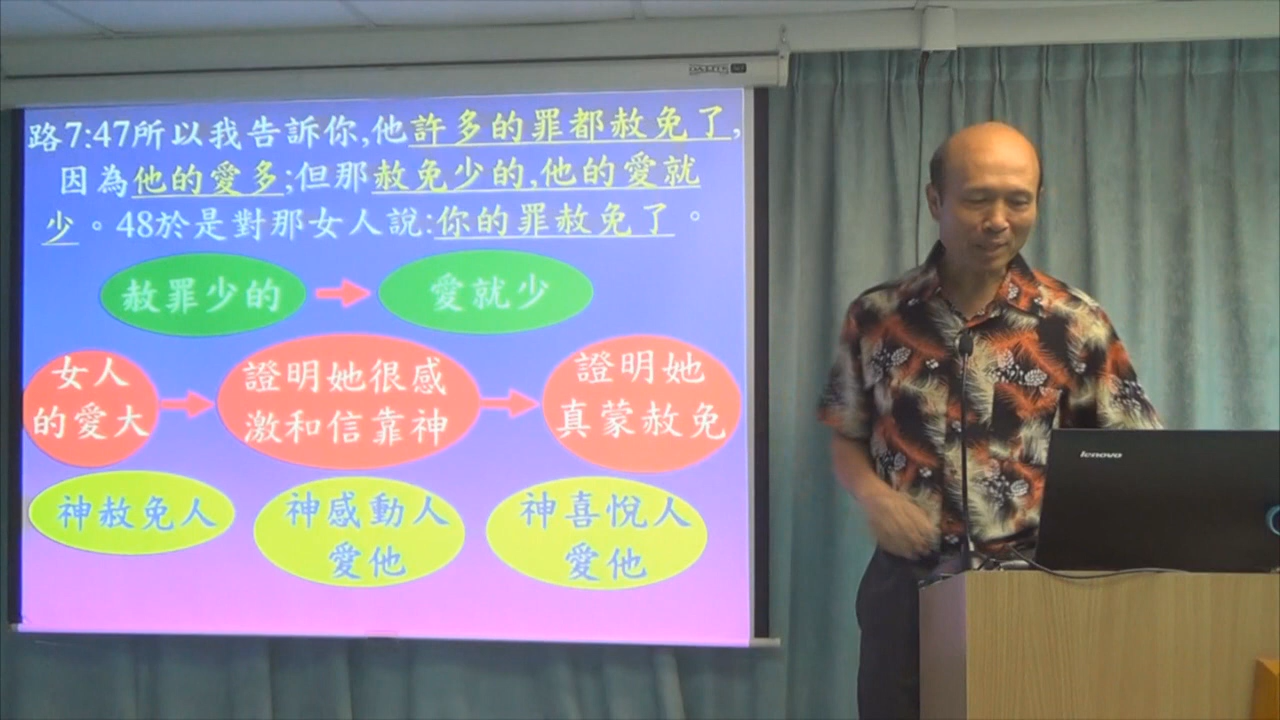 路7:47所以我告訴你,他許多的罪都赦免了,
因為他的愛多;但那赦免少的,他的愛就
少。48於是對那女人說:你的罪赦免了。
赦罪少的
愛就少
女人
的愛大
證明她很感
激和信靠神
證明她
真蒙赦免
神赦免人
神感動人
愛他
神喜悅人
愛他
lenovo